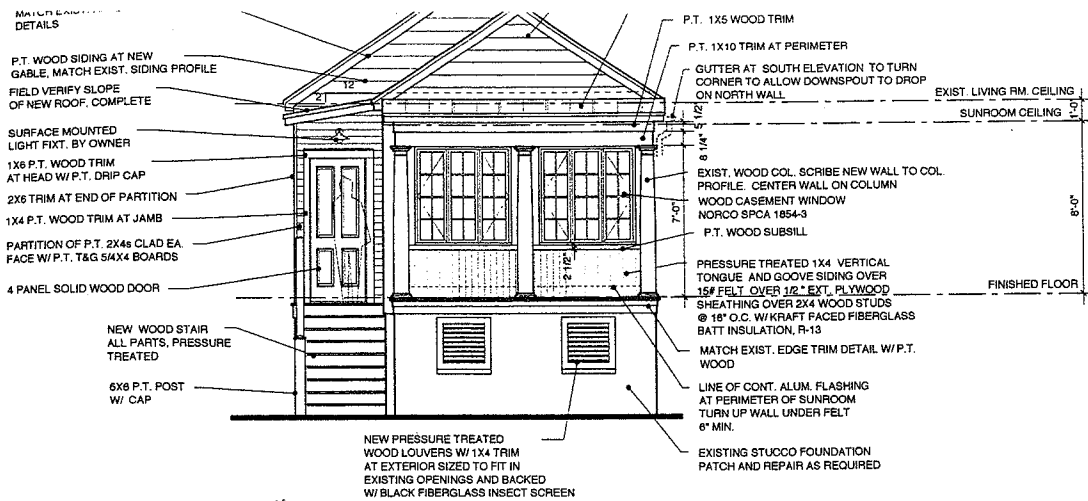 DETAILS
P.T. WOOD SIDING AT NEW
GABLE, MATCH EXIST. SIDING PROFILE
FIELD VERIFY SLOPE
OF NEW ROOF, COMPLETE
SURFACE MOUNTED
LIGHT FIXT. BY OWNER
1X6 P.T. WOOD TRIM
AT HEAD W/ P.T. DRIP CAP
2X6 TRIM AT END OF PARTITION
1X4 P.T. WOOD TRIM AT JAMB
PARTITION OF P.T. 2X4s CLAD EA.
FACE W/ P.T. T&G 5/4X4 BOARDS
4 PANEL SOLID WOOD DOOR
NEW WOOD STAIR
ALL PARTS, PRESSURE
TREATED
6X6 P.T. POST
W/ CAP
12
2
2 1/2"
NEW PRESSURE TREATED
WOOD LOUVERS W/ 1X4 TRIM
AT EXTERIOR SIZED TO FIT IN
EXISTING OPENINGS AND BACKED
W/ BLACK FIBERGLASS INSECT SCREEN
P.T. 1X5 WOOD TRIM
P.T. 1X10 TRIM AT PERIMETER
GUTTER AT SOUTH ELEVATION TO TURN
CORNER TO ALLOW DOWNSPOUT TO DROP
ON NORTH WALL
EXIST. LIVING RM. CEILING
SUNROOM CEILING
1'-0"
5 1/2"
8 1/4"
7'-0"
8'-0"
EXIST. WOOD COL. SCRIBE NEW WALL TO COL.
PROFILE. CENTER WALL ON COLUMN
WOOD CASEMENT WINDOW
NORCO SPCA 1854-3
P.T. WOOD SUBSILL
PRESSURE TREATED 1X4 VERTICAL
TONGUE AND GOOVE SIDING OVER
15# FELT OVER 1/2" EXT. PLYWOOD
SHEATHING OVER 2X4 WOOD STUDS
@ 16" O.C. W/ KRAFT FACED FIBERGLASS
BATT INSULATION, R-13
FINISHED FLOOR
MATCH EXIST. EDGE TRIM DETAIL W/ P.T.
WOOD
LINE OF CONT. ALUM. FLASHING
AT PERIMETER OF SUNROOM
TURN UP WALL UNDER FELT
6" MIN.
EXISTING STUCCO FOUNDATION
PATCH AND REPAIR AS REQUIRED